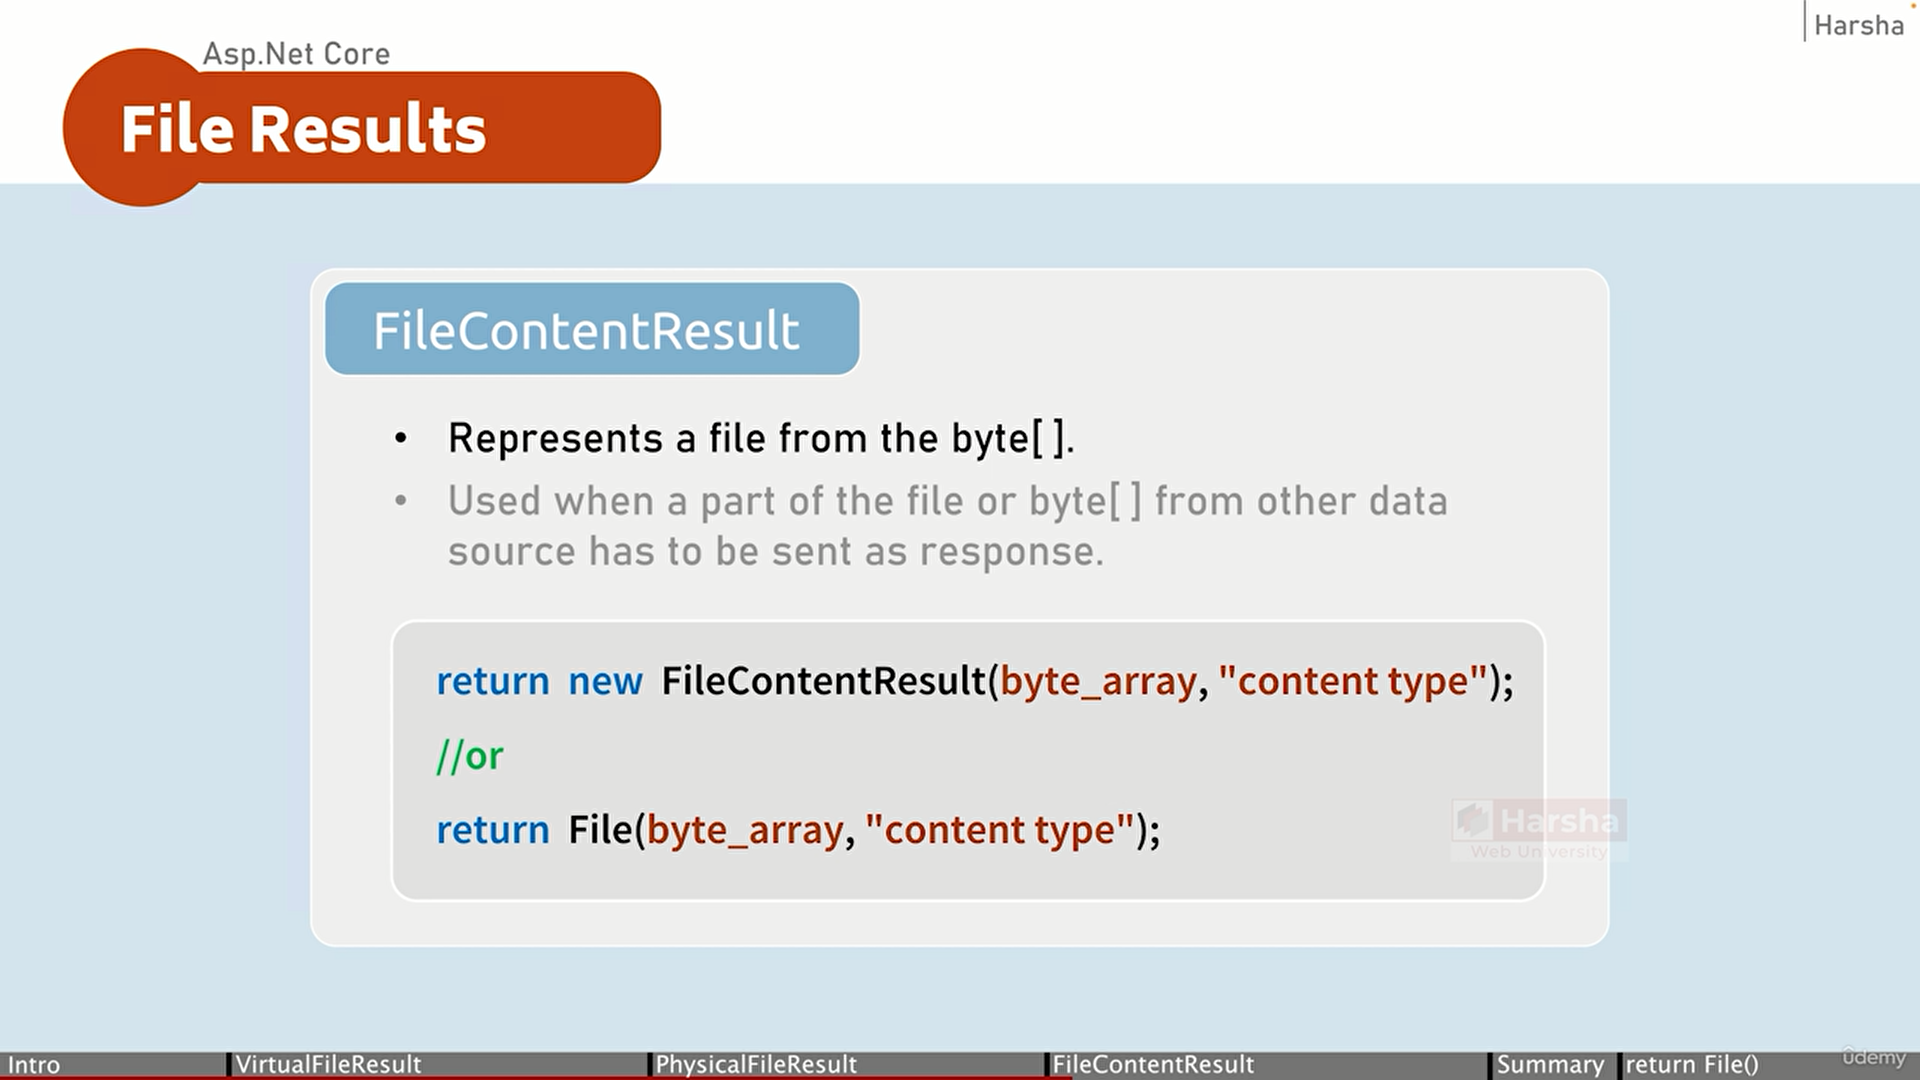 Asp.Net Core
Harsha
File Results
FileContentResult
• Represents a file from the byte[ ].
• Used when a part of the file or byte[ ] from other data
source has to be sent as response.
return new FileContentResult(byte_array, "content type");
//or
return File(byte_array, "content type");
Harsha
Web University
Intro
VirtualFileResult
PhysicalFileResult
FileContentResult
Summary
return File()
ûdemy